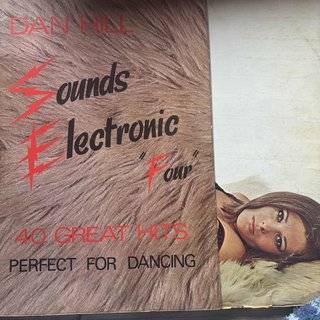 DAN HILL
Sounds
Electronic
"Four"
40 GREAT HITS
PERFECT FOR DANCING